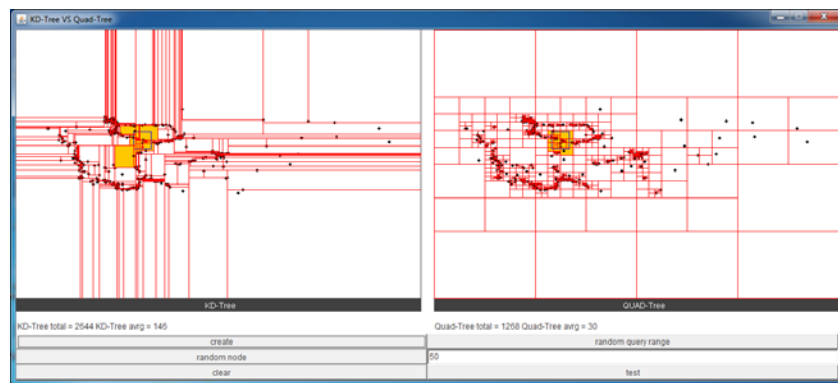 KD-Tree VS Quad-Tree
KD-Tree
QUAD-Tree
KD-Tree total = 2644 KD-Tree avrg = 146
Quad-Tree total = 1268 Quad-Tree avrg = 30
create
random query range
random node
50
clear
test